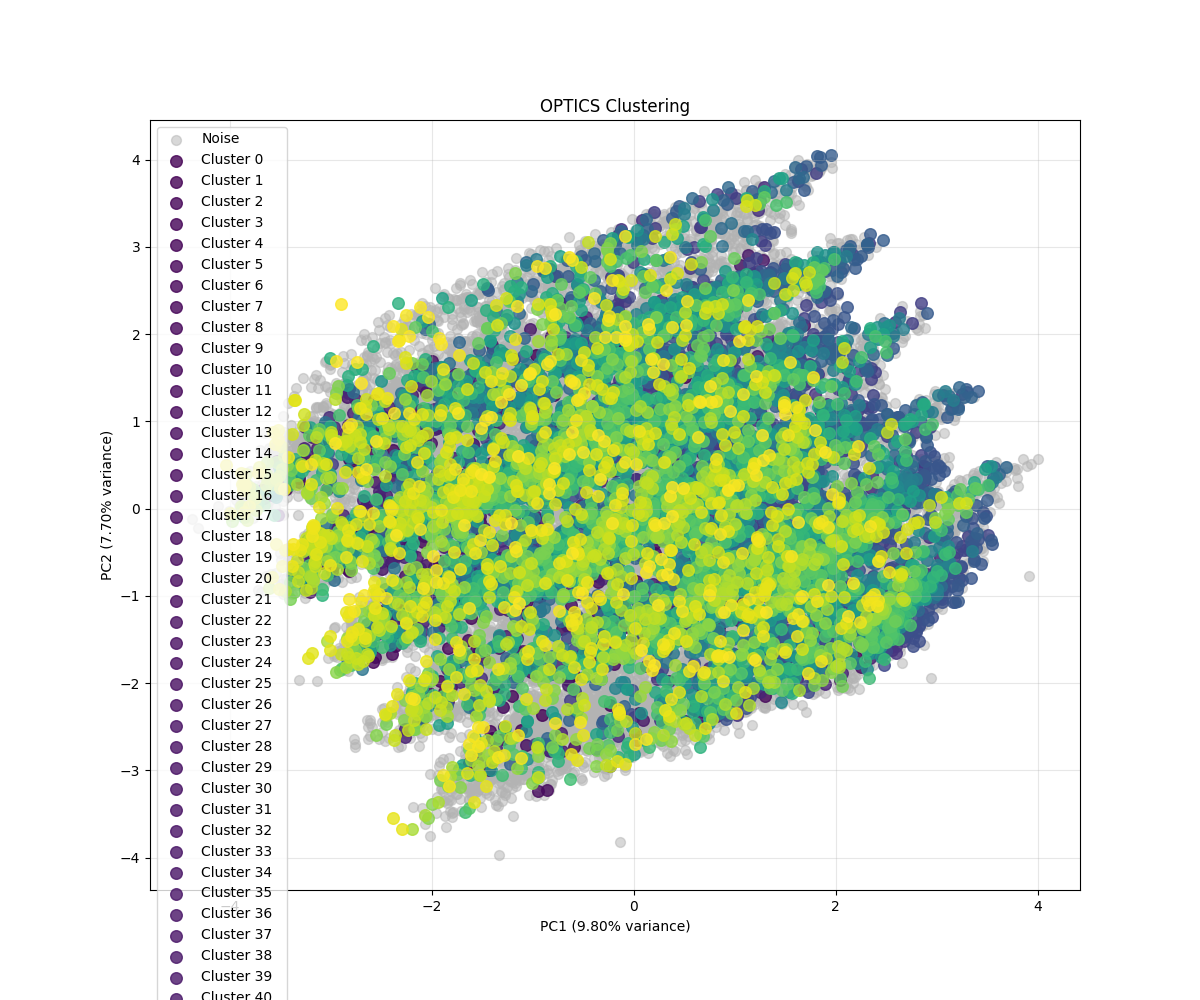 OPTICS Clustering
Noise
Cluster 0
Cluster 1
Cluster 2
Cluster 3
Cluster 4
Cluster 5
Cluster 6
Cluster 7
Cluster 8
Cluster 9
Cluster 10
Cluster 11
Cluster 12
Cluster 13
Cluster 14
Cluster 15
Cluster 16
Cluster 17
Cluster 18
Cluster 19
Cluster 20
Cluster 21
Cluster 22
Cluster 23
Cluster 24
Cluster 25
Cluster 26
Cluster 27
Cluster 28
Cluster 29
Cluster 30
Cluster 31
Cluster 32
Cluster 33
Cluster 34
Cluster 35
Cluster 36
Cluster 37
Cluster 38
Cluster 39
Cluster 40
4
3
2
1
0
−1
−2
−3
−4
PC2 (7.70% variance)
−4 −2 0 2 4
PC1 (9.80% variance)